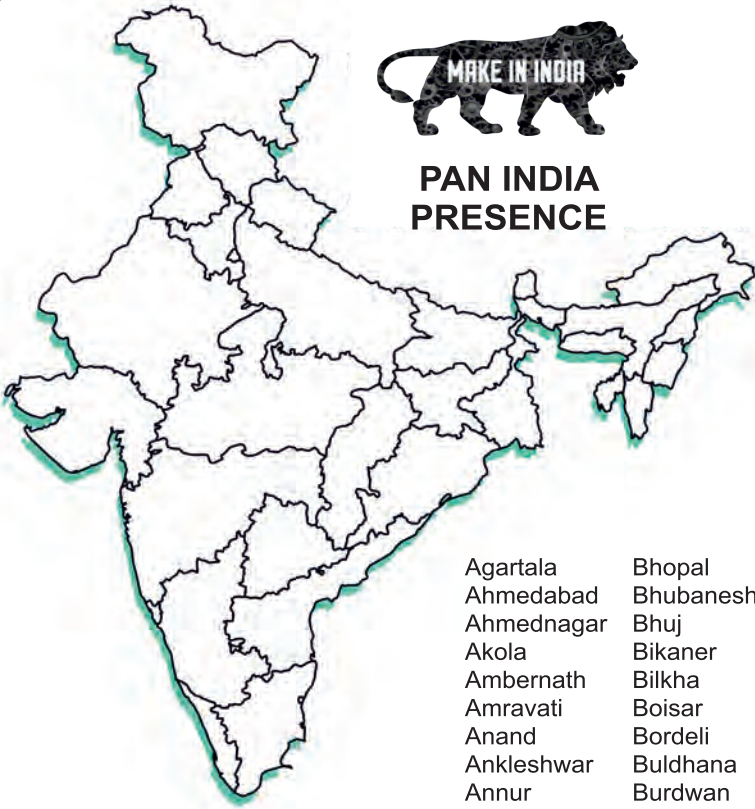 MAKE IN INDIA
PAN INDIA
PRESENCE
Agartala
Ahmedabad
Ahmednagar
Akola
Ambernath
Amravati
Anand
Ankleshwar
Annur
Bhopal
Bhubanesh
Bhuj
Bikaner
Bilkha
Boisar
Bordeli
Buldhana
Burdwan